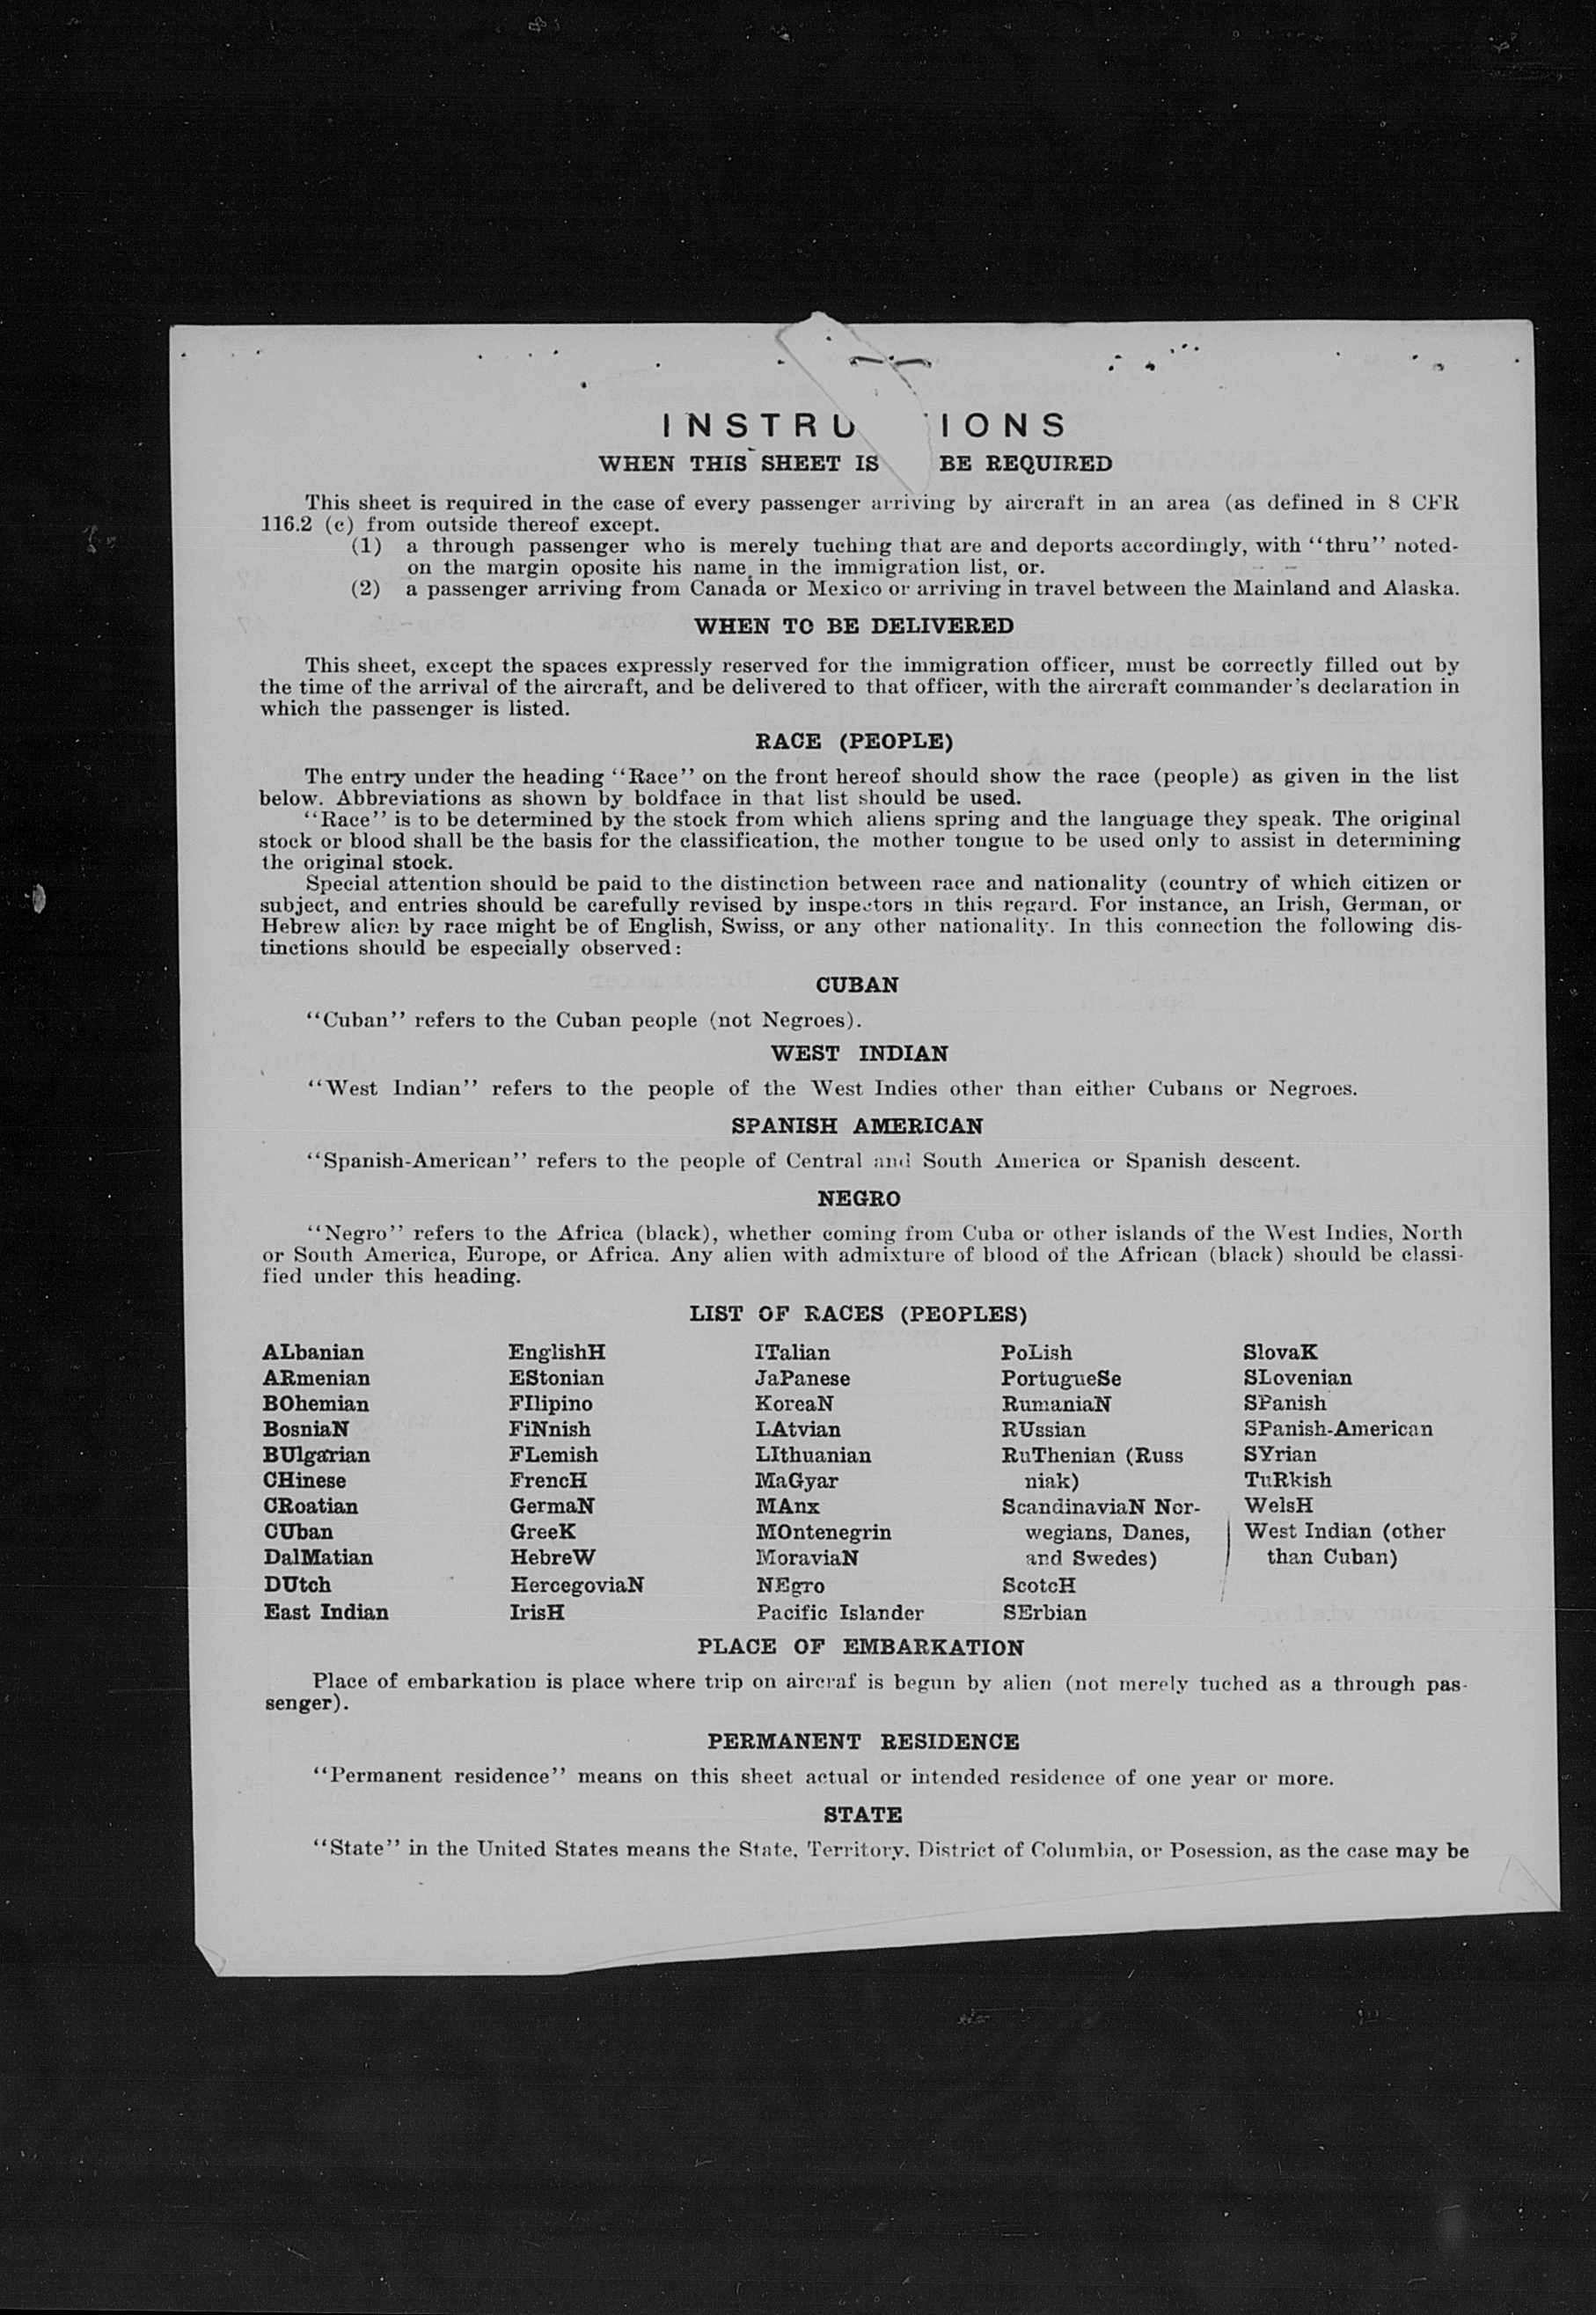 INSTRU IONS
WHEN THIS SHEET IS BE REQUIRED
This sheet is required in the case of every passenger arriving by aircraft in an area (as defined in 8 CFR
116.2 (c) from outside thereof except.
(1) a through passenger who is merely tuching that are and deports accordingly, with ‘‘thru’’ noted-
on the margin oposite his name, in the immigration list, or.
(2) a passenger arriving from Canada or Mexico or arriving in travel between the Mainland and Alaska.
WHEN TO BE DELIVERED
This sheet, except the spaces expressly reserved for the immigration officer, must be correctly filled out by
the time of the arrival of the aircraft, and be delivered to that officer, with the aircraft commander's declaration in
which the passenger is listed.
RACE (PEOPLE)
The entry under the heading ‘‘Race’’ on the front hereof should show the race (people) as given in the list
below. Abbreviations as shown by boldface in that list should be used.
‘‘Race’’ is to be determined by the stock from which aliens spring and the language they speak. The original
stock or blood shall be the basis for the classification, the mother tongue to be used only to assist in determining
the original stock.
Special attention should be paid to the distinction between race and nationality (country of which citizen or
subject, and entries should be carefully revised by inspectors in this regard. For instance, an Irish, German, or
Hebrew alien by race might be of English, Swiss, or any other nationality. In this connection the following dis-
tinctions should be especially observed:
CUBAN
‘‘Cuban’’ refers to the Cuban people (not Negroes).
WEST INDIAN
‘‘West Indian’’ refers to the people of the West Indies other than either Cubans or Negroes.
SPANISH AMERICAN
‘‘Spanish-American’’ refers to the people of Central and South America or Spanish descent.
NEGRO
‘‘Negro’’ refers to the Africa (black), whether coming from Cuba or other islands of the West Indies, North
or South America, Europe, or Africa. Any alien with admixture of blood of the African (black) should be classi-
fied under this heading.
LIST OF RACES (PEOPLES)
ALbanian
ARmenian
BOhemian
BosniaN
BUlgarian
CHinese
CRoatian
CUban
DalMatian
DUtch
East Indian
EnglishH
EStonian
FIlipino
FiNnish
FLemish
FrencH
GermaN
GreeK
HebreW
HercegoviaN
IrisH
ITalian
JaPanese
KoreaN
LAtvian
LIthuanian
MaGyar
MAnx
MOntenegrin
MoraviaN
NEgro
Pacific Islander
PoLish
PortugueSe
RumaniaN
RUssian
RuThenian (Russ
niak)
ScandinaviaN Nor-
wegians, Danes,
and Swedes)
ScotcH
SErbian
SlovaK
SLovenian
SPanish
SPanish-American
SYrian
TuRkish
WelsH
West Indian (other
than Cuban)
PLACE OF EMBARKATION
Place of embarkation is place where trip on aircraf is begun by alien (not merely tuched as a through pas-
senger).
PERMANENT RESIDENCE
‘‘Permanent residence’’ means on this sheet actual or intended residence of one year or more.
STATE
‘‘State’’ in the United States means the State, Territory, District of Columbia, or Posession, as the case may be